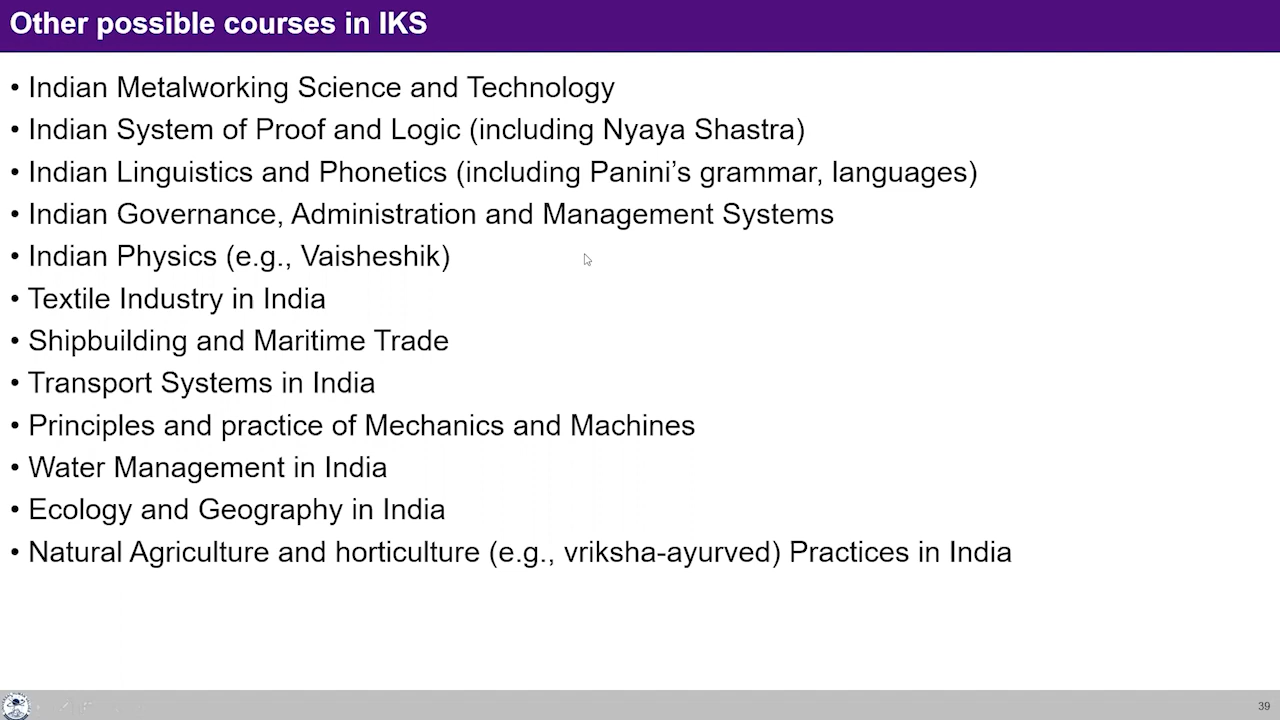 Other possible courses in IKS
• Indian Metalworking Science and Technology
• Indian System of Proof and Logic (including Nyaya Shastra)
• Indian Linguistics and Phonetics (including Panini’s grammar, languages)
• Indian Governance, Administration and Management Systems
• Indian Physics (e.g., Vaisheshik)
• Textile Industry in India
• Shipbuilding and Maritime Trade
• Transport Systems in India
• Principles and practice of Mechanics and Machines
• Water Management in India
• Ecology and Geography in India
• Natural Agriculture and horticulture (e.g., vriksha-ayurved) Practices in India
39